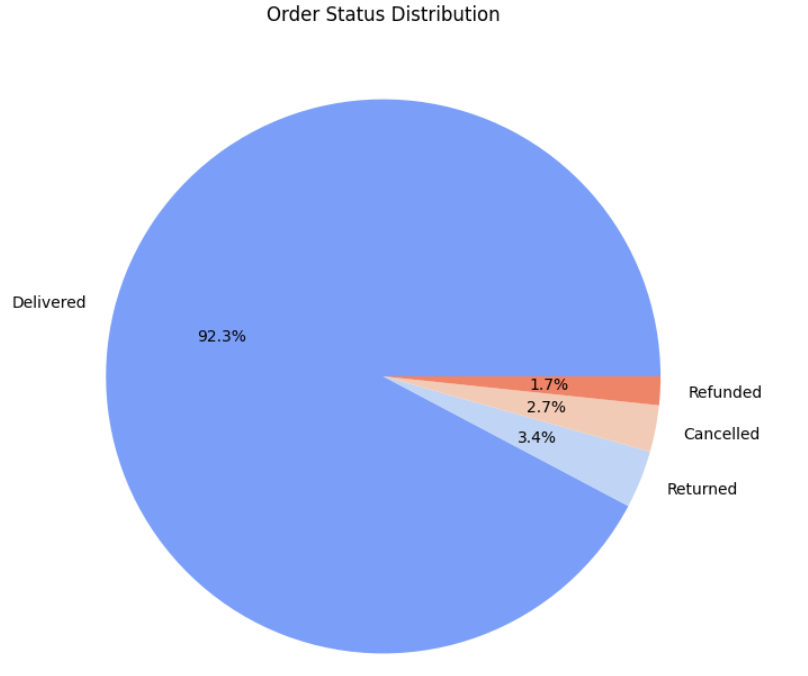 Order Status Distribution
Delivered
92.3%
1.7%
Refunded
2.7%
Cancelled
3.4%
Returned